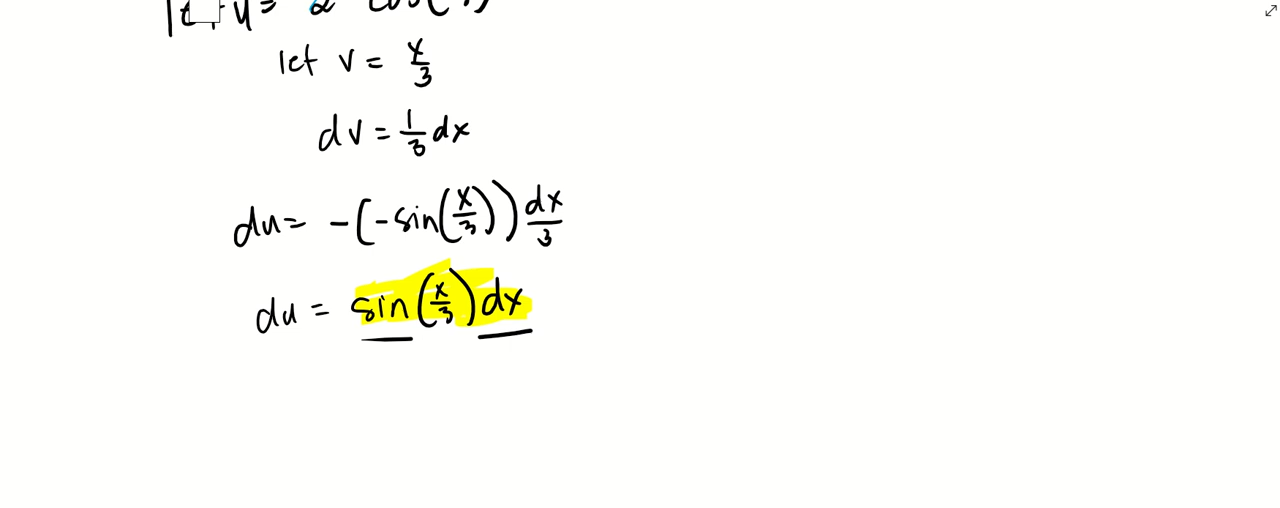 let v = x/3
dv = 1/3 dx
du = -(-sin(x/3)) dx/3
du = sin(x/3) dx